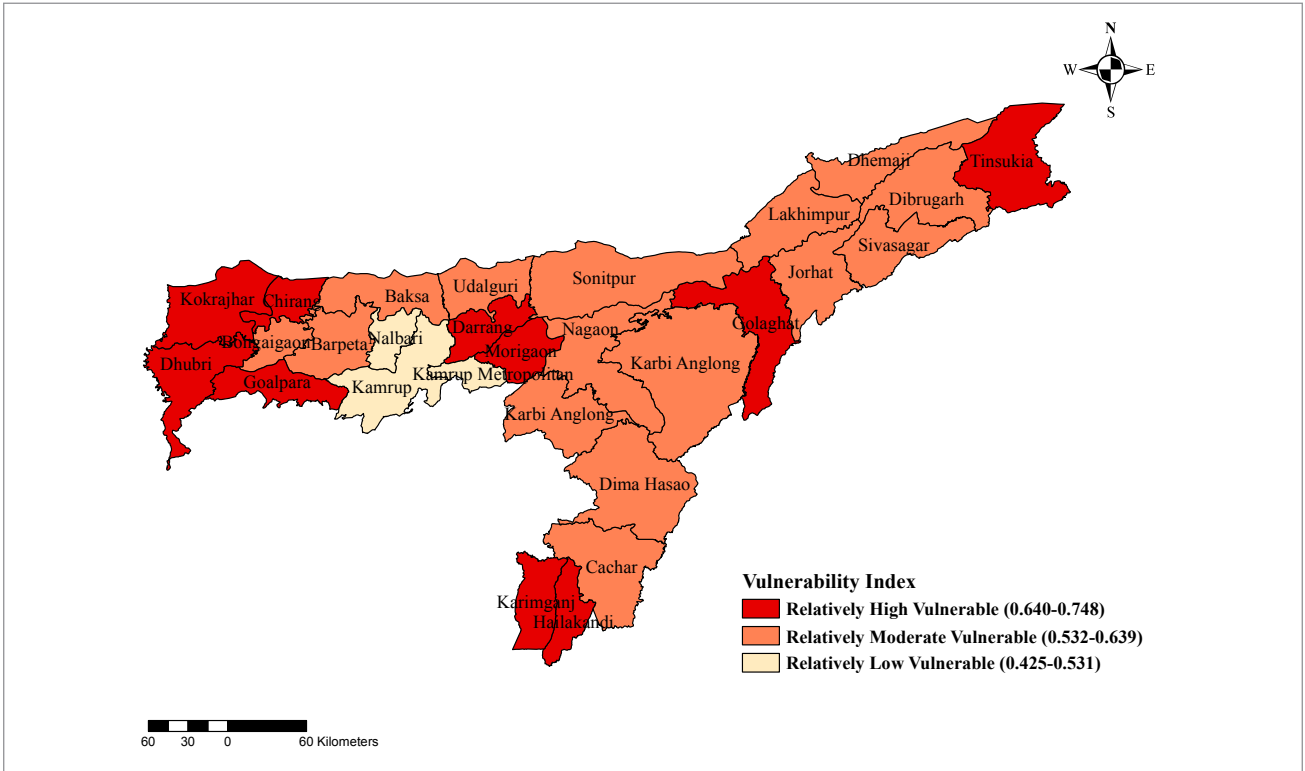 N
W E
S
Dhemaji
Tinsukia
Dibrugarh
Lakhimpur
Sivasagar
Jorhat
Sonitpur
Udalguri
Baksa
Kokrajhar
Chirang
Golaghat
Darrang
Nagaon
Nalbari
Bongaigaon
Barpeta
Morigaon
Dhubri
Karbi Anglong
Kamrup Metropolitan
Goalpara
Kamrup
Karbi Anglong
Dima Hasao
Cachar
Karimganj
Hailakandi
Vulnerability Index
Relatively High Vulnerable (0.640-0.748)
Relatively Moderate Vulnerable (0.532-0.639)
Relatively Low Vulnerable (0.425-0.531)
60 30 0 60 Kilometers